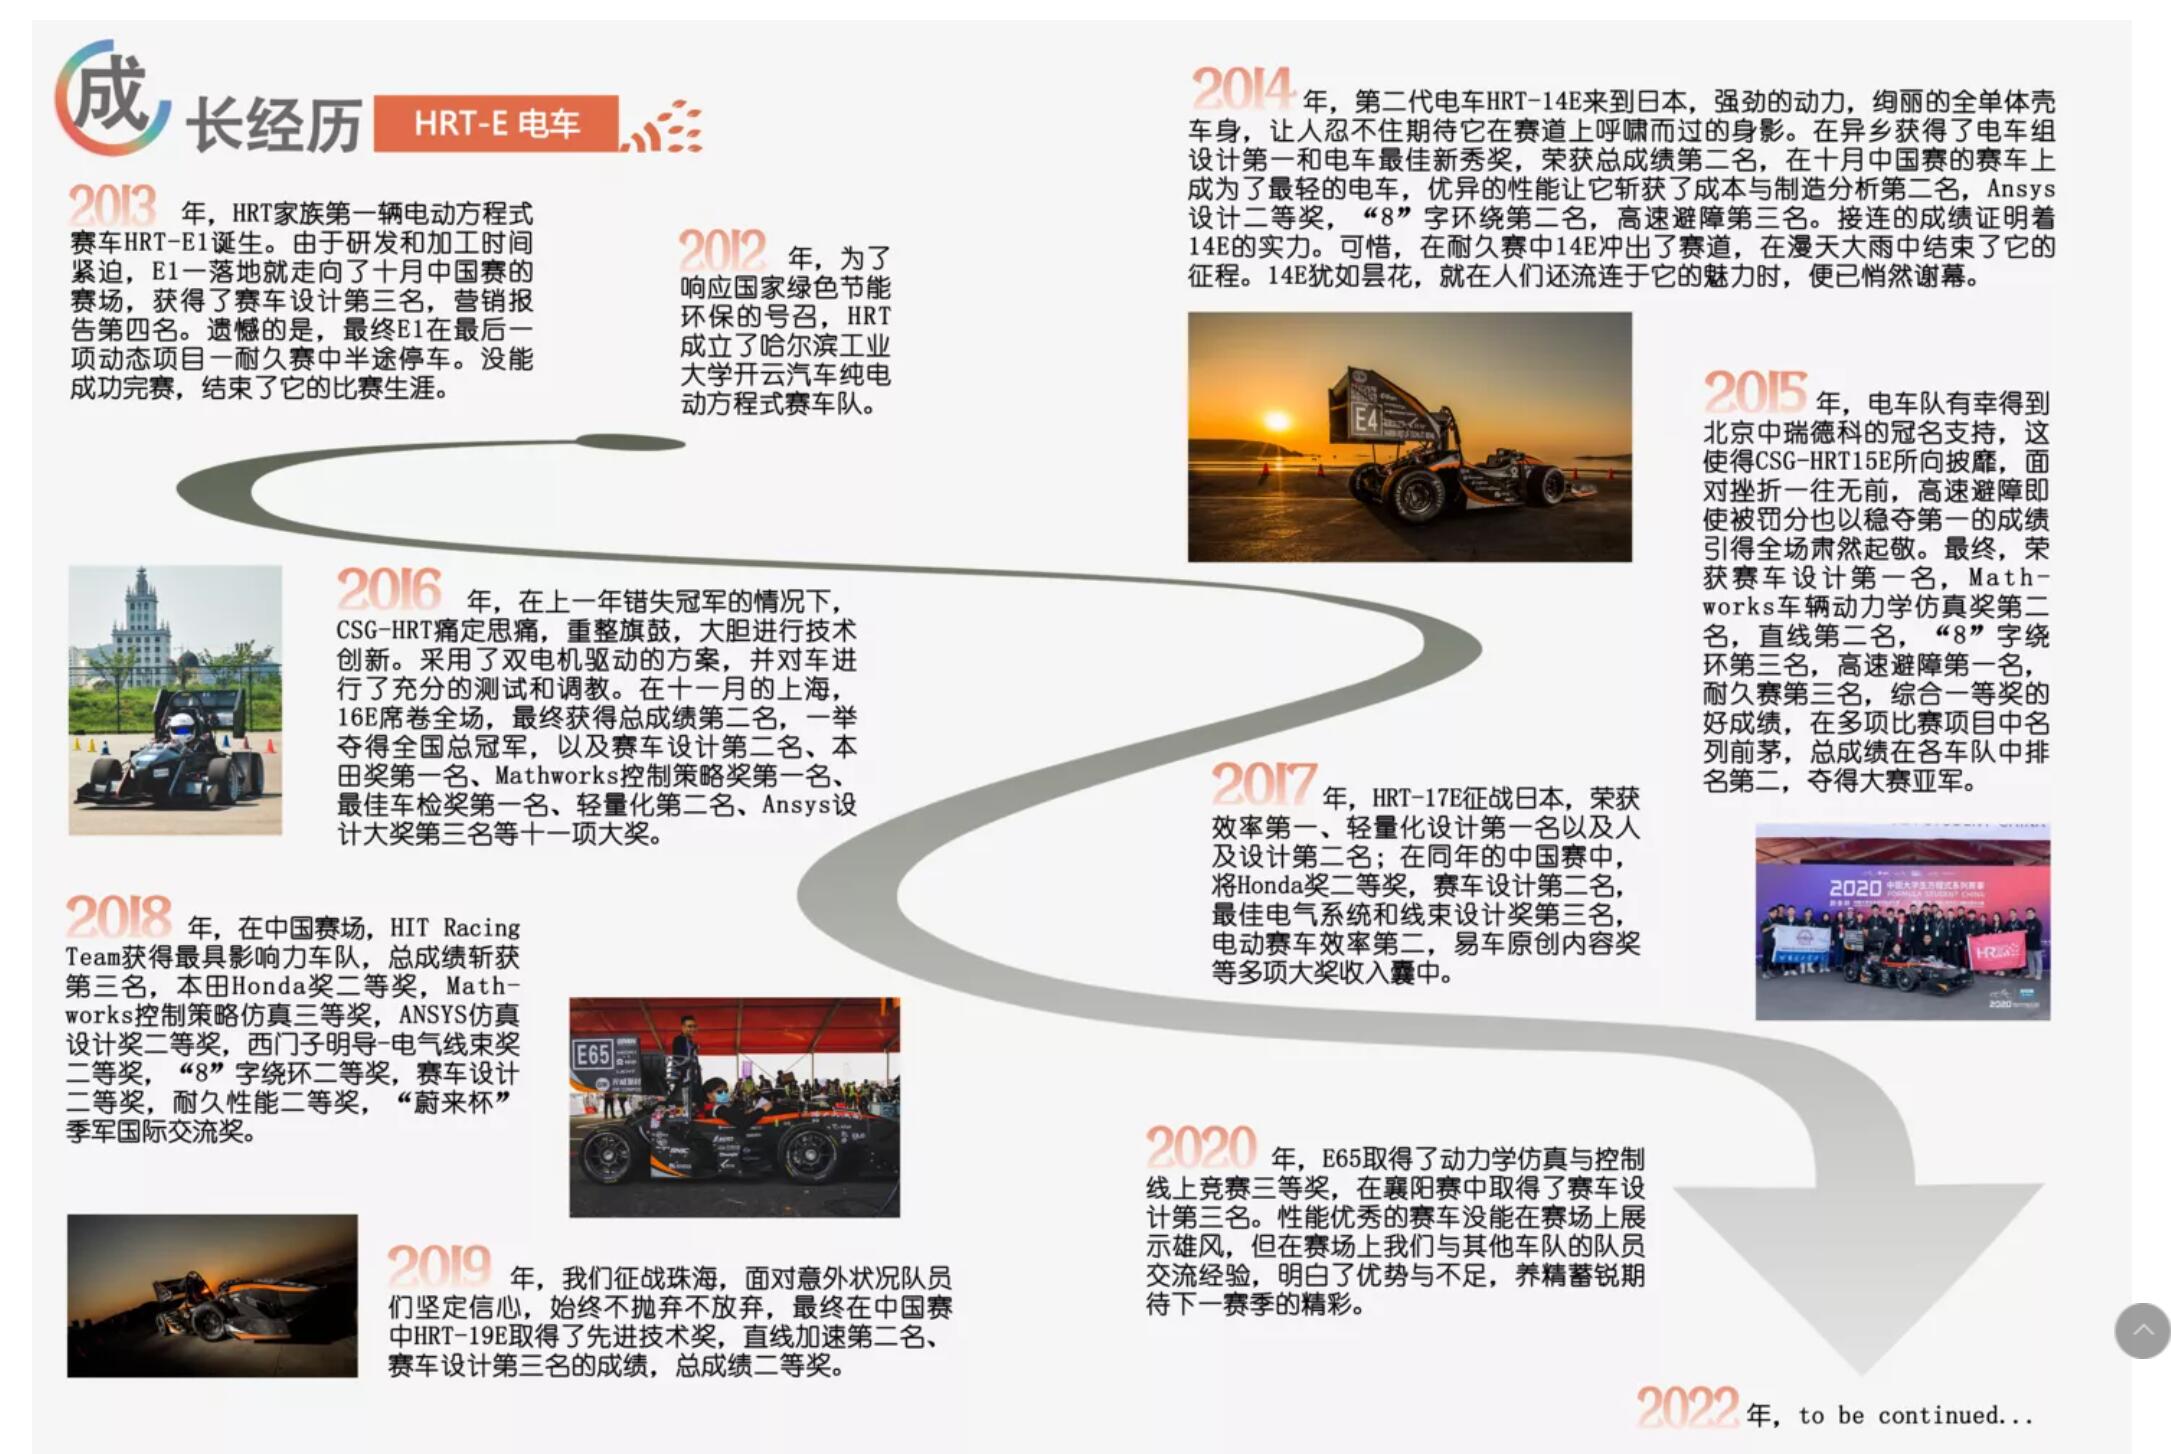 成长经历 HRT-E 电车
2012 年，为了
响应国家绿色节能
环保的号召，HRT
成立了哈尔滨工业
大学开云汽车纯电
动方程式赛车队。
2013 年，HRT家族第一辆电动方程式
赛车HRT-E1诞生。由于研发和加工时间
紧迫，E1一落地就走向了十月中国赛的
赛场，获得了赛车设计第三名，营销报
告第四名。遗憾的是，最终E1在最后一
项动态项目—耐久赛中半途停车。没能
成功完赛，结束了它的比赛生涯。
2014 年，第二代电车HRT-14E来到日本，强劲的动力，绚丽的全单体壳
车身，让人忍不住期待它在赛道上呼啸而过的身影。在异乡获得了电车组
设计第一和电车最佳新秀奖，荣获总成绩第二名，在十月中国赛的赛车上
成为了最轻的电车，优异的性能让它斩获了成本与制造分析第二名，Ansys
设计二等奖，“8”字环绕第二名，高速避障第三名。接连的成绩证明着
14E的实力。可惜，在耐久赛中14E冲出了赛道，在漫天大雨中结束了它的
征程。14E犹如昙花，就在人们还流连于它的魅力时，便已悄然谢幕。
E4
2015 年，电车队有幸得到
北京中瑞德科的冠名支持，这
使得CSG-HRT15E所向披靡，面
对挫折一往无前，高速避障即
使被罚分也以稳夺第一的成绩
引得全场肃然起敬。最终，荣
获赛车设计第一名，Math-
works车辆动力学仿真奖第二
名，直线第二名，“8”字绕
环第三名，高速避障第一名，
耐久赛第三名，综合一等奖的
好成绩，在多项比赛项目中名
列前茅，总成绩在各车队中排
名第二，夺得大赛亚军。
2016 年，在上一年错失冠军的情况下，
CSG-HRT痛定思痛，重整旗鼓，大胆进行技术
创新。采用了双电机驱动的方案，并对车进
行了充分的测试和调教。在十一月的上海，
16E席卷全场，最终获得总成绩第二名，一举
夺得全国总冠军，以及赛车设计第二名、本
田奖第一名、Mathworks控制策略奖第一名、
最佳车检奖第一名、轻量化第二名、Ansys设
计大奖第三名等十一项大奖。
2017 年，HRT-17E征战日本，荣获
效率第一、轻量化设计第一名以及人
及设计第二名；在同年的中国赛中，
将Honda奖二等奖，赛车设计第二名，
最佳电气系统和线束设计奖第三名，
电动赛车效率第二，易车原创内容奖
等多项大奖收入囊中。
2020 中国大学生方程式系列赛事
FORMULA STUDENT CHINA
HRT
2020
2018 年，在中国赛场，HIT Racing
Team获得最具影响力车队，总成绩斩获
第三名，本田Honda奖二等奖，Math-
works控制策略仿真三等奖，ANSYS仿真
设计奖二等奖，西门子明导-电气线束奖
二等奖，“8”字绕环二等奖，赛车设计
二等奖，耐久性能二等奖，“蔚来杯”
季军国际交流奖。
E65
2019 年，我们征战珠海，面对意外状况队员
们坚定信心，始终不抛弃不放弃，最终在中国赛
中HRT-19E取得了先进技术奖，直线加速第二名、
赛车设计第三名的成绩，总成绩二等奖。
2020 年，E65取得了动力学仿真与控制
线上竞赛三等奖，在襄阳赛中取得了赛车设
计第三名。性能优秀的赛车没能在赛场上展
示雄风，但在赛场上我们与其他车队的队员
交流经验，明白了优势与不足，养精蓄锐期
待下一赛季的精彩。
2022 年，to be continued...